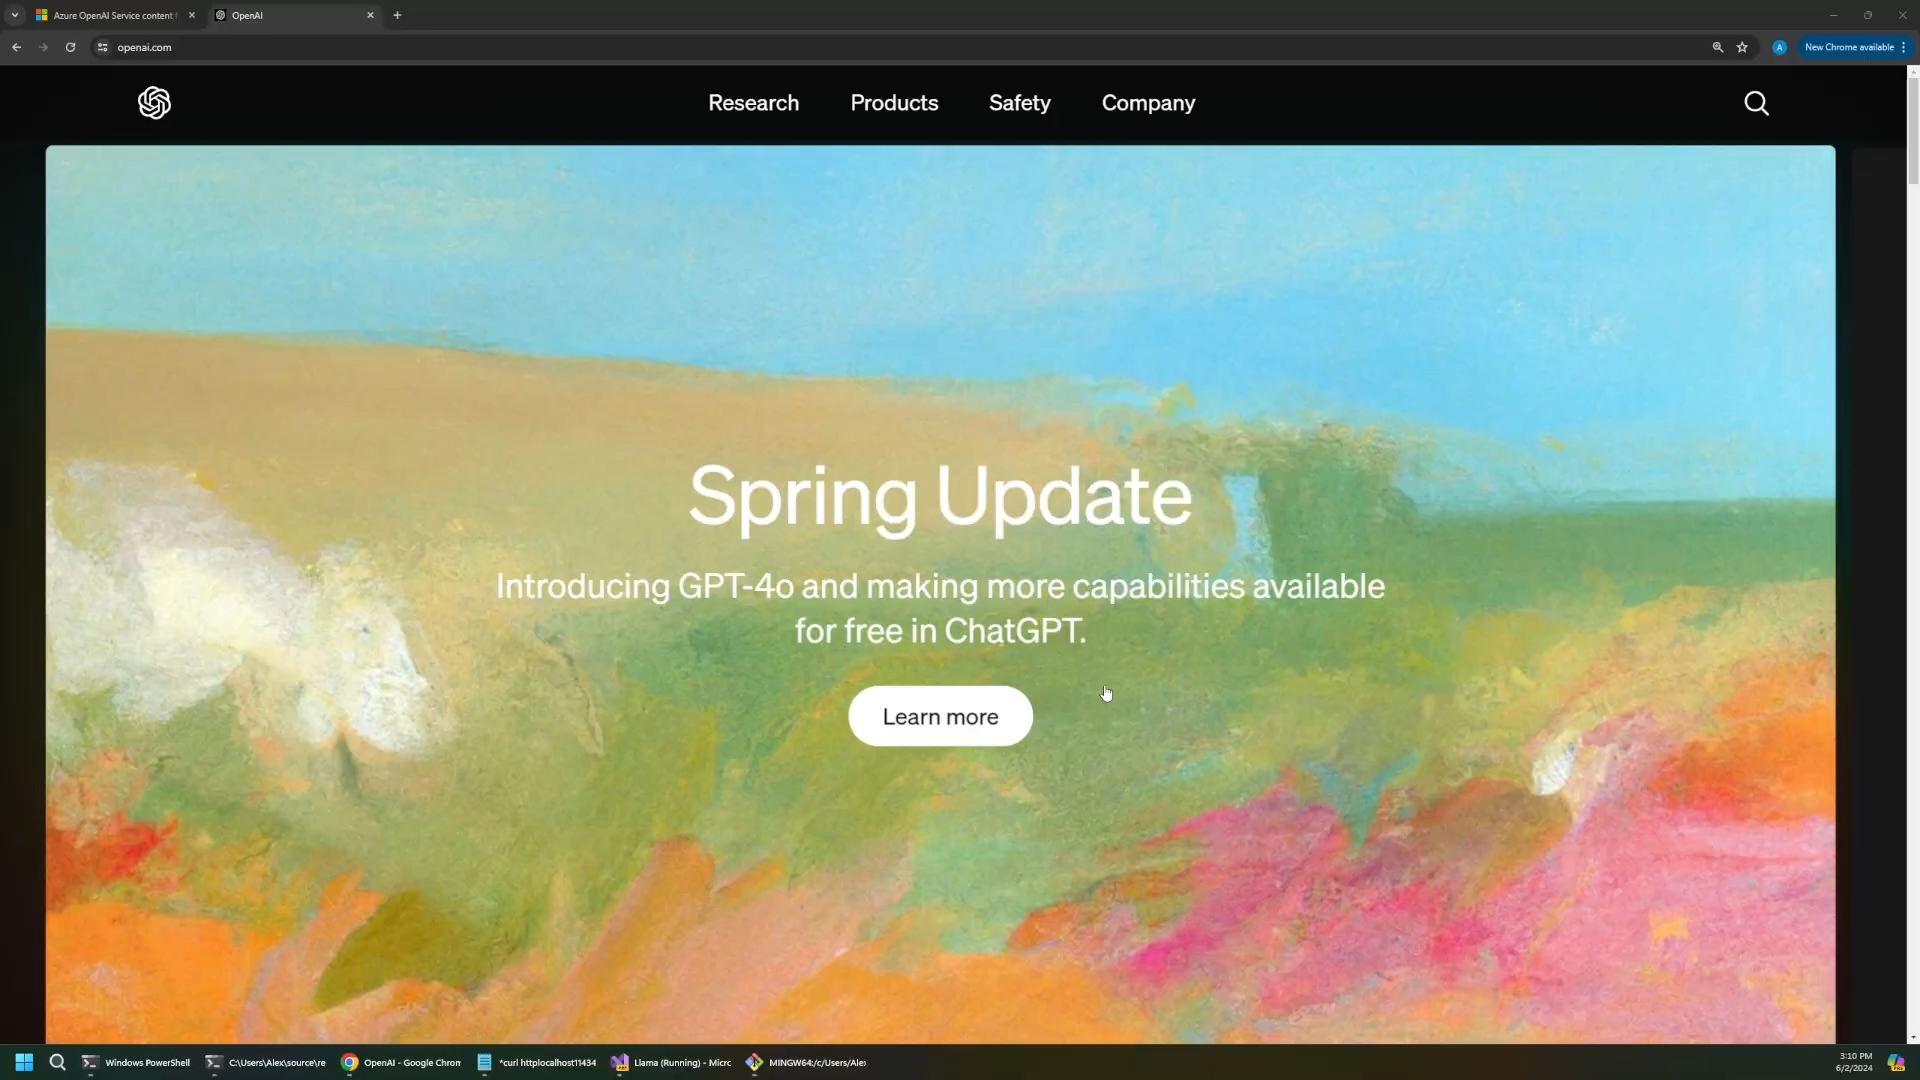 Azure OpenAI Service content f
OpenAI
openai.com
A
New Chrome available
Research
Products
Safety
Company
Spring Update
Introducing GPT-4o and making more capabilities available
for free in ChatGPT.
Learn more
Windows PowerShell
C:\Users\Alex\source\re
OpenAI - Google Chrom
*curl httplocalhost11434
Llama (Running) - Micrc
MINGW64:/c/Users/Ale
3:10 PM
6/2/2024